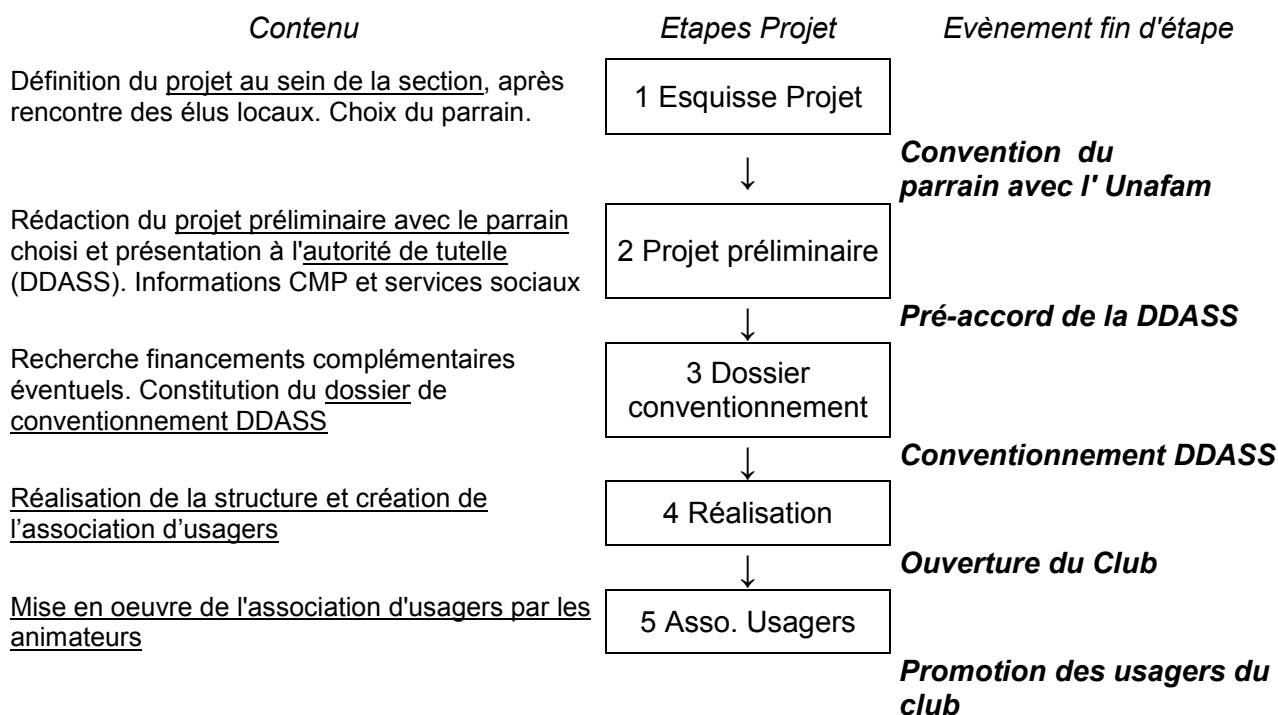 Contenu Etapes Projet Evènement fin d'étape
Définition du projet au sein de la section, après
rencontre des élus locaux. Choix du parrain.
1 Esquisse Projet
Convention du
parrain avec l' Unafam
↓
Rédaction du projet préliminaire avec le parrain
choisi et présentation à l'autorité de tutelle
(DDASS). Informations CMP et services sociaux
2 Projet préliminaire
Pré-accord de la DDASS
↓
Recherche financements complémentaires
éventuels. Constitution du dossier de
conventionnement DDASS
3 Dossier
conventionnement
Conventionnement DDASS
↓
Réalisation de la structure et création de
l’association d’usagers
4 Réalisation
Ouverture du Club
↓
Mise en oeuvre de l'association d'usagers par les
animateurs
5 Asso. Usagers
Promotion des usagers du
club